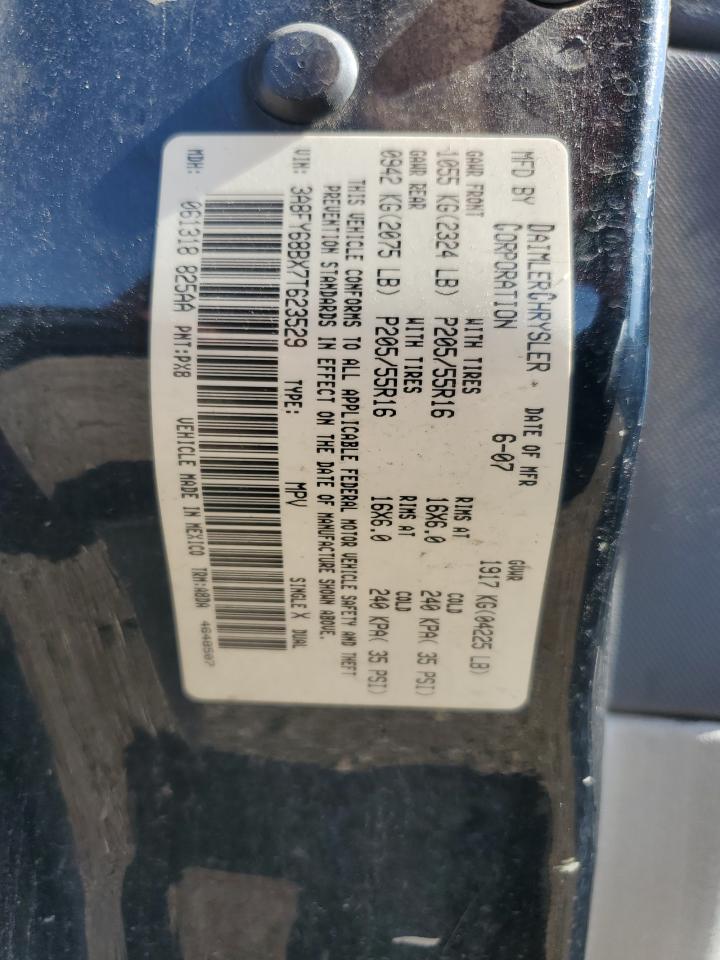 MFD BY DAIMLERCHRYSLER DATE OF MFR GVWR
CORPORATION 6-07 1917 KG(04225 LB)
GAWR FRONT WITH TIRES RIMS AT COLD
1055 KG(2324 LB) P205/55R16 16X6.0 240 KPA( 35 PSI)
GAWR REAR WITH TIRES RIMS AT COLD
0942 KG(2075 LB) P205/55R16 16X6.0 240 KPA( 35 PSI)
THIS VEHICLE CONFORMS TO ALL APPLICABLE FEDERAL MOTOR VEHICLE SAFETY AND THEFT
PREVENTION STANDARDS IN EFFECT ON THE DATE OF MANUFACTURE SHOWN ABOVE.
VIN: 3A8FY68BX7T623529 TYPE: MPV SINGLE X DUAL
MDH: 061318 825AA PNT:PX8 VEHICLE MADE IN MEXICO TRM:A8DA 4648507